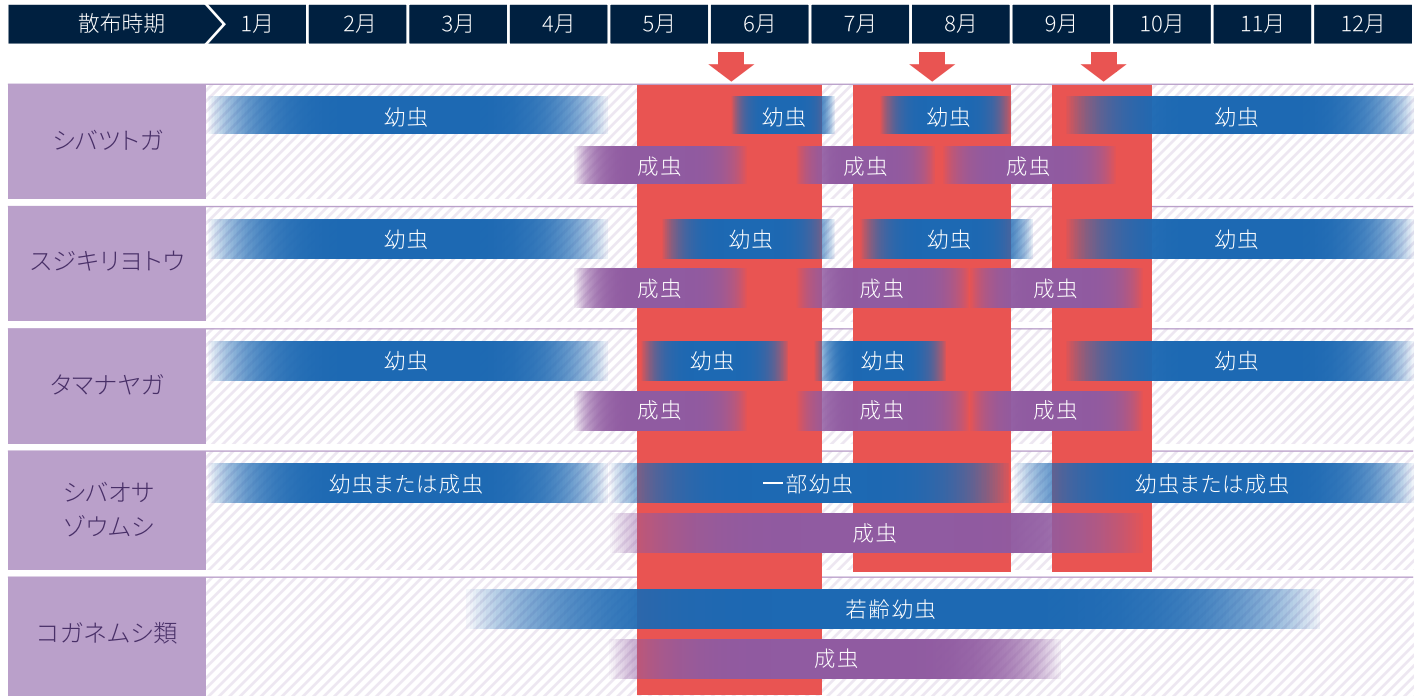 散布時期 1月 2月 3月 4月 5月 6月 7月 8月 9月 10月 11月 12月
シバツトガ
幼虫 幼虫 幼虫 幼虫
成虫 成虫 成虫
スジキリヨトウ
幼虫 幼虫 幼虫 幼虫
成虫 成虫 成虫
タマナヤガ
幼虫 幼虫 幼虫 幼虫
成虫 成虫 成虫
シバオサ
ゾウムシ
幼虫または成虫 一部幼虫 幼虫または成虫
成虫
コガネムシ類
若齢幼虫
成虫